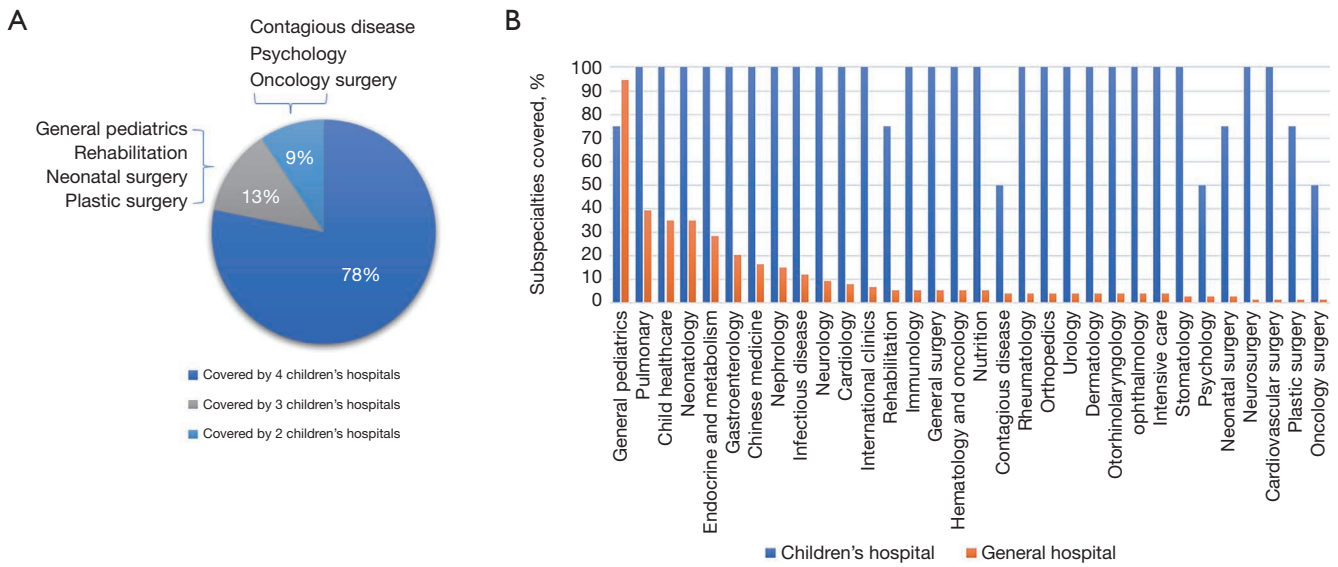 A
Contagious disease
Psychology
Oncology surgery
General pediatrics
Rehabilitation
Neonatal surgery
Plastic surgery
9%
13%
78%
Covered by 4 children's hospitals
Covered by 3 children's hospitals
Covered by 2 children's hospitals
B
Subspecialties covered, %
100
90
80
70
60
50
40
30
20
10
0
General pediatrics
Pulmonary
Child healthcare
Neonatology
Endocrine and metabolism
Gastroenterology
Chinese medicine
Nephrology
Infectious disease
Neurology
Cardiology
International clinics
Rehabilitation
Immunology
General surgery
Hematology and oncology
Nutrition
Contagious disease
Rheumatology
Orthopedics
Urology
Dermatology
Otorhinolaryngology
ophthalmology
Intensive care
Stomatology
Psychology
Neonatal surgery
Neurosurgery
Cardiovascular surgery
Plastic surgery
Oncology surgery
Children's hospital
General hospital